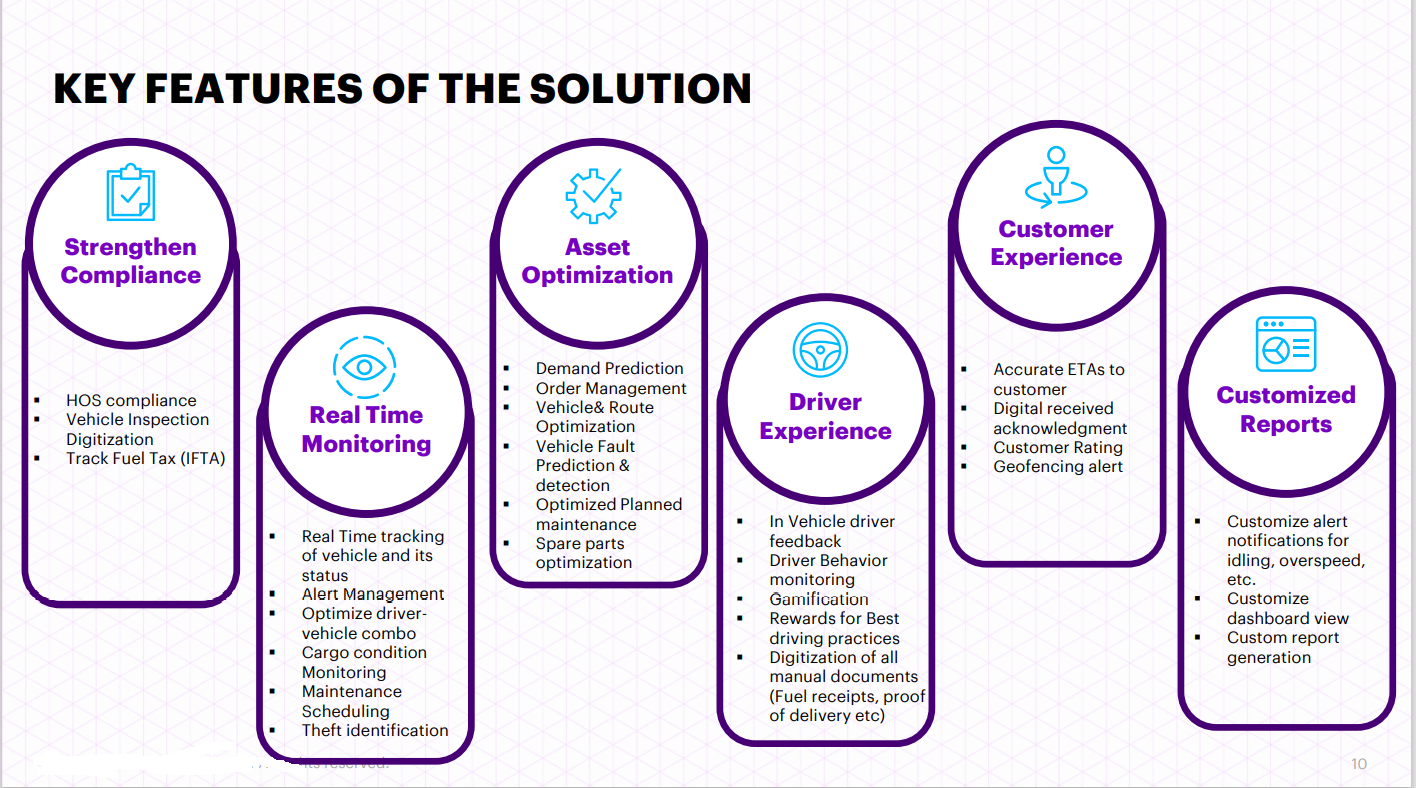 KEY FEATURES OF THE SOLUTION
Strengthen
Compliance
▪ HOS compliance
▪ Vehicle Inspection
Digitization
▪ Track Fuel Tax (IFTA)
Real Time
Monitoring
▪ Real Time tracking
of vehicle and its
status
▪ Alert Management
▪ Optimize driver-
vehicle combo
▪ Cargo condition
Monitoring
▪ Maintenance
Scheduling
▪ Theft identification
Asset
Optimization
▪ Demand Prediction
▪ Order Management
▪ Vehicle& Route
Optimization
▪ Vehicle Fault
Prediction &
detection
▪ Optimized Planned
maintenance
▪ Spare parts
optimization
Driver
Experience
▪ In Vehicle driver
feedback
▪ Driver Behavior
monitoring
▪ Gamification
▪ Rewards for Best
driving practices
▪ Digitization of all
manual documents
(Fuel receipts, proof
of delivery etc)
Customer
Experience
▪ Accurate ETAs to
customer
▪ Digital received
acknowledgment
▪ Customer Rating
▪ Geofencing alert
Customized
Reports
▪ Customize alert
notifications for
idling, overspeed,
etc.
▪ Customize
dashboard view
▪ Custom report
generation
reserved.
10